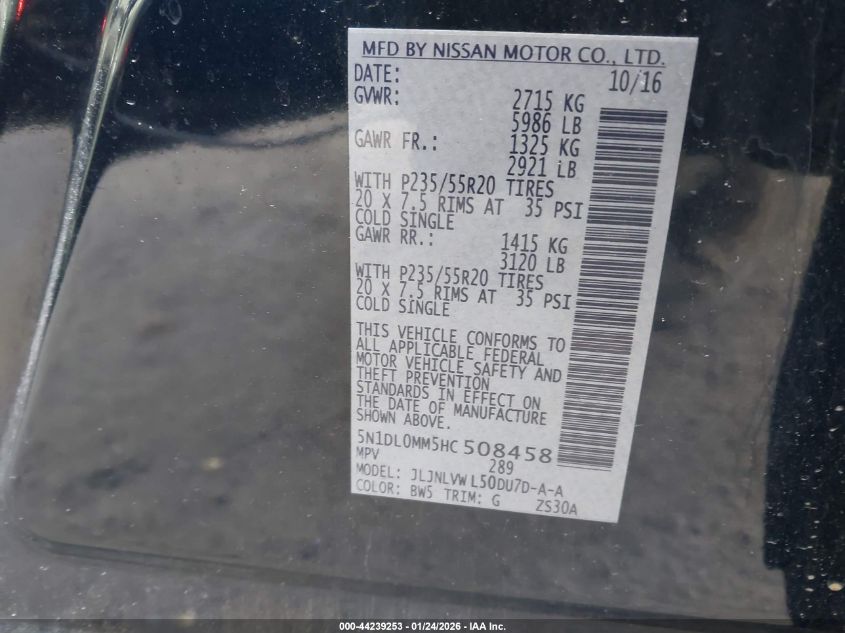 MFD BY NISSAN MOTOR CO., LTD.
DATE: 10/16
GVWR: 2715 KG
5986 LB
GAWR FR.: 1325 KG
2921 LB
WITH P235/55R20 TIRES
20 X 7.5 RIMS AT 35 PSI
COLD SINGLE
GAWR RR.: 1415 KG
3120 LB
WITH P235/55R20 TIRES
20 X 7.5 RIMS AT 35 PSI
COLD SINGLE
THIS VEHICLE CONFORMS TO
ALL APPLICABLE FEDERAL
MOTOR VEHICLE SAFETY AND
THEFT PREVENTION
STANDARDS IN EFFECT ON
THE DATE OF MANUFACTURE
SHOWN ABOVE.
5N1DL0MM5HC 508458
MPV 289
MODEL: JLJNLVW L50DU7D-A-A
COLOR: BW5 TRIM: G ZS30A
000-44239253 - 01/24/2026 - IAA Inc.